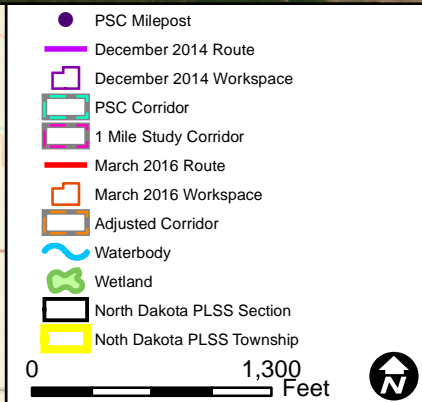 PSC Milepost
December 2014 Route
December 2014 Workspace
PSC Corridor
1 Mile Study Corridor
March 2016 Route
March 2016 Workspace
Adjusted Corridor
Waterbody
Wetland
North Dakota PLSS Section
Noth Dakota PLSS Township
0 1,300
Feet
N